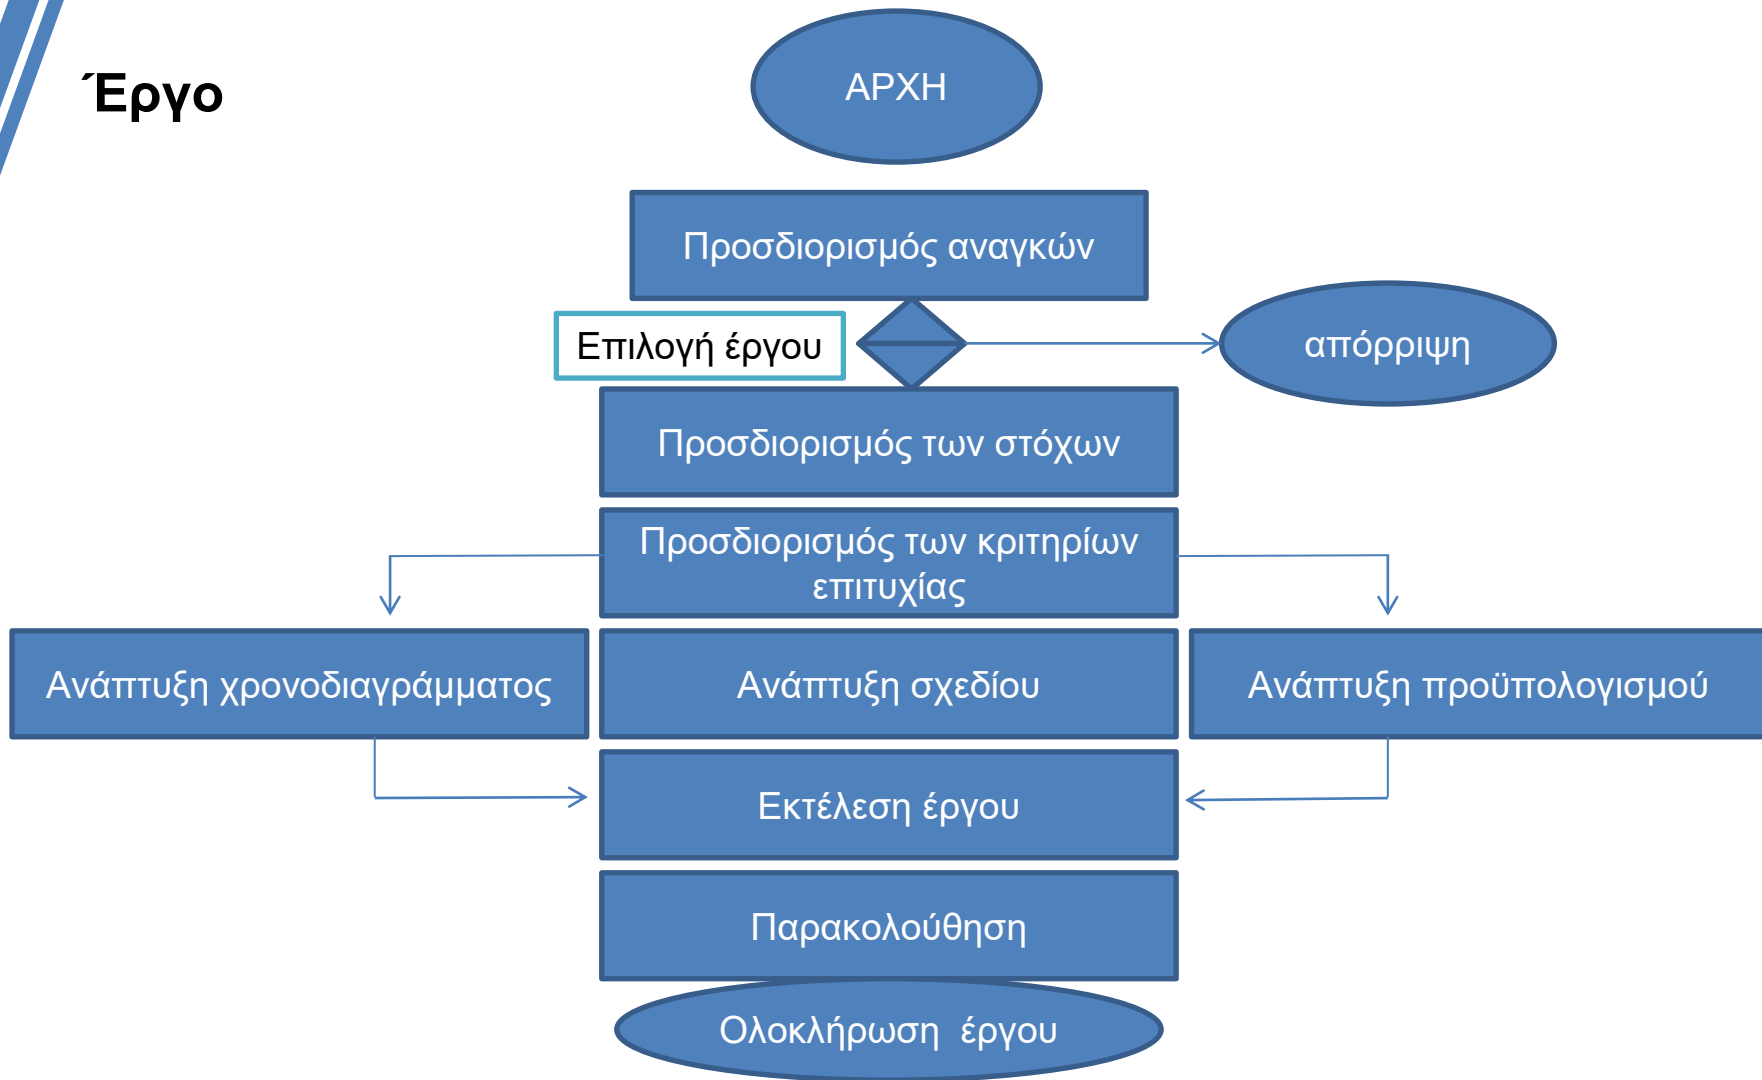 Έργο
ΑΡΧΗ
Προσδιορισμός αναγκών
Επιλογή έργου
απόρριψη
Προσδιορισμός των στόχων
Προσδιορισμός των κριτηρίων
επιτυχίας
Ανάπτυξη χρονοδιαγράμματος
Ανάπτυξη σχεδίου
Ανάπτυξη προϋπολογισμού
Εκτέλεση έργου
Παρακολούθηση
Ολοκλήρωση έργου